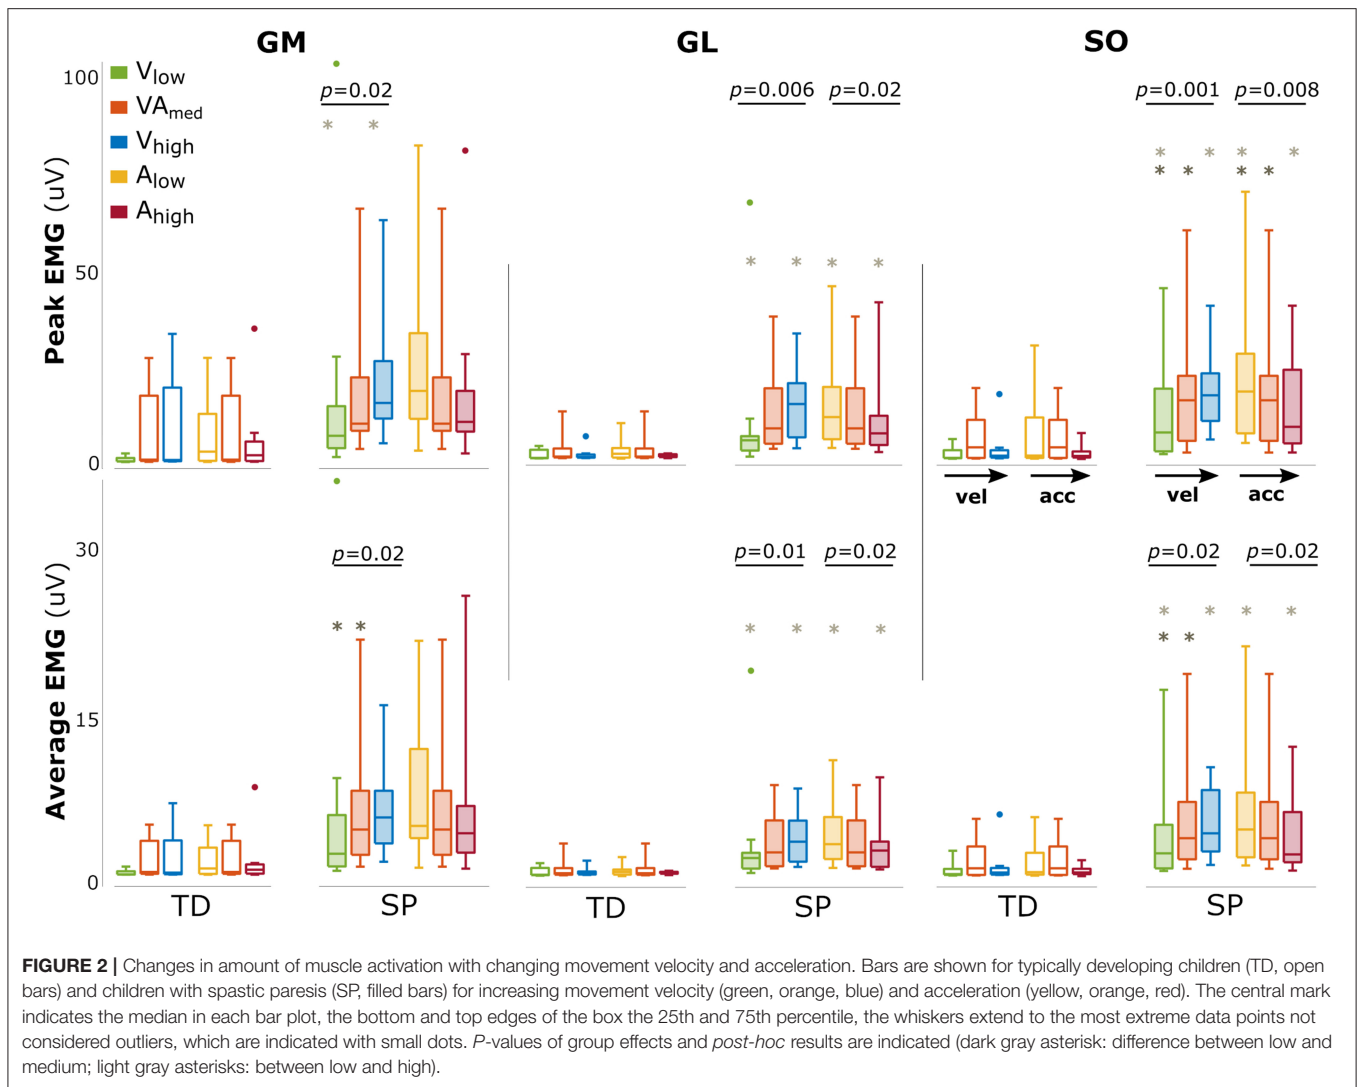 GM GL SO
V low
VA med
V high
A low
A high
Peak EMG (uV)
100
50
0
p=0.02
* *
p=0.006 p=0.02
* * * *
p=0.001 p=0.008
* * * *
* * * *
vel acc vel acc
Average EMG (uV)
30
15
0
p=0.02
* *
p=0.01 p=0.02
* * * *
p=0.02 p=0.02
* * * *
* *
TD SP TD SP TD SP
FIGURE 2 | Changes in amount of muscle activation with changing movement velocity and acceleration. Bars are shown for typically developing children (TD, open
bars) and children with spastic paresis (SP, filled bars) for increasing movement velocity (green, orange, blue) and acceleration (yellow, orange, red). The central mark
indicates the median in each bar plot, the bottom and top edges of the box the 25th and 75th percentile, the whiskers extend to the most extreme data points not
considered outliers, which are indicated with small dots. P-values of group effects and post-hoc results are indicated (dark gray asterisk: difference between low and
medium; light gray asterisks: between low and high).